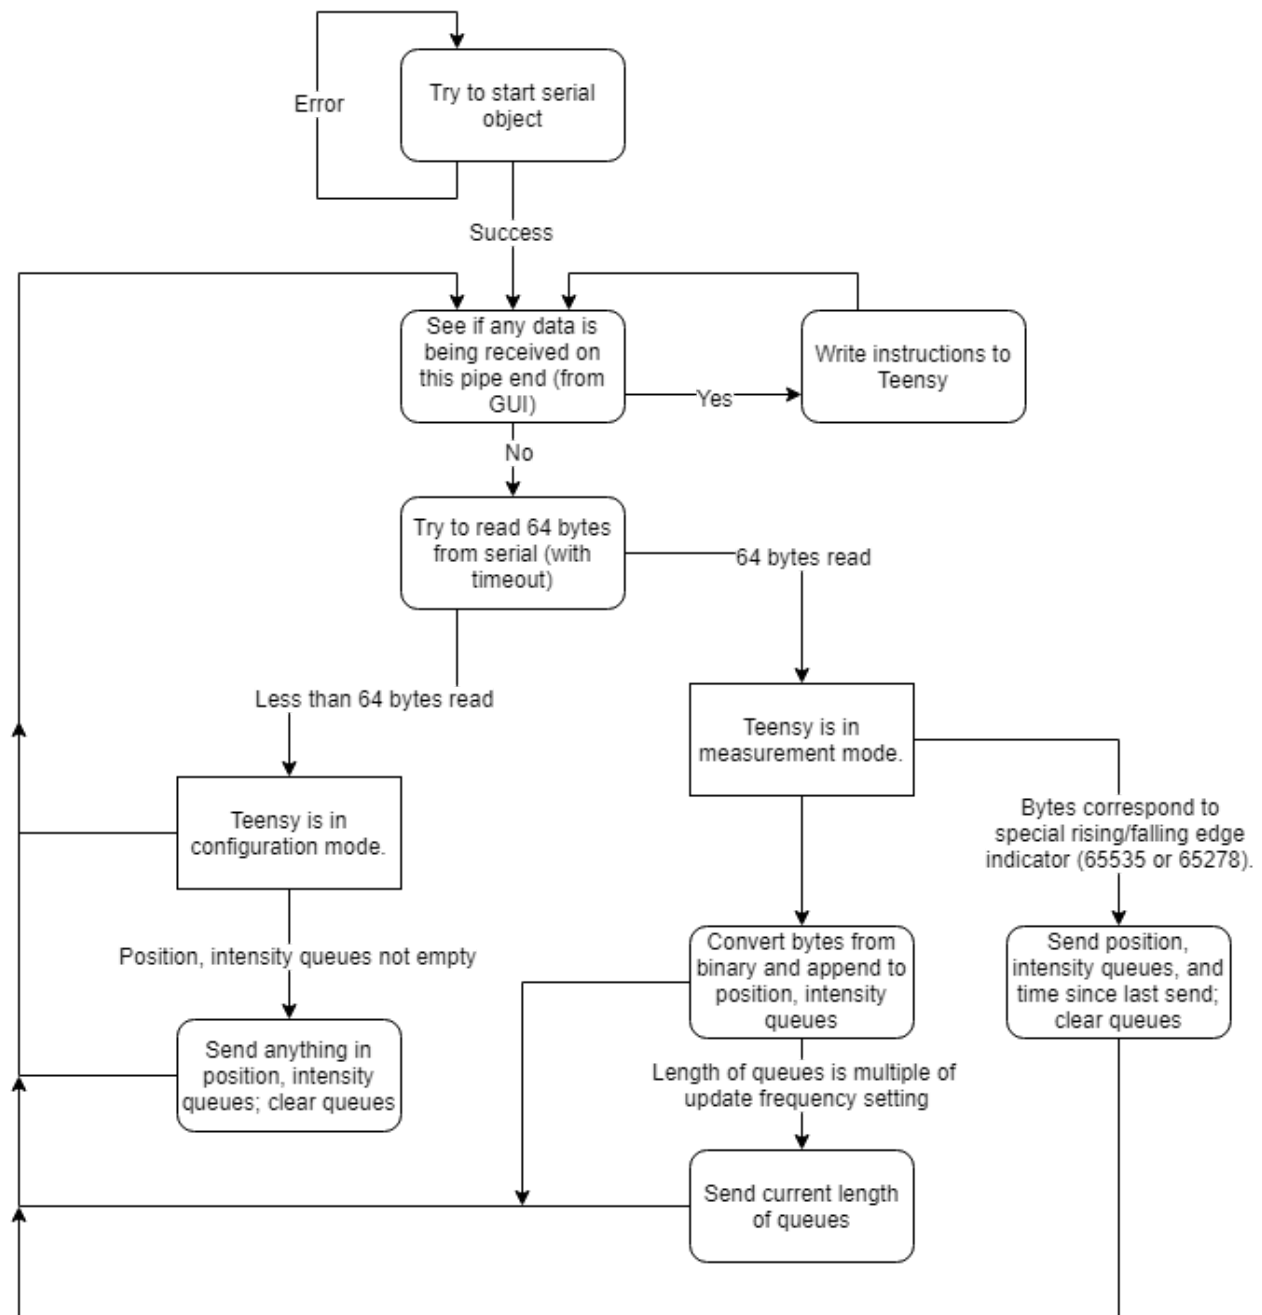 Try to start serial
object
Error
Success
See if any data is
being received on
this pipe end (from
GUI)
Yes
Write instructions to
Teensy
No
Try to read 64 bytes
from serial (with
timeout)
64 bytes read
Less than 64 bytes read
Teensy is in
measurement mode.
Teensy is in
configuration mode.
Bytes correspond to
special rising/falling edge
indicator (65535 or 65278).
Position, intensity queues not empty
Convert bytes from
binary and append to
position, intensity
queues
Send position,
intensity queues, and
time since last send;
clear queues
Send anything in
position, intensity
queues; clear queues
Length of queues is multiple of
update frequency setting
Send current length
of queues